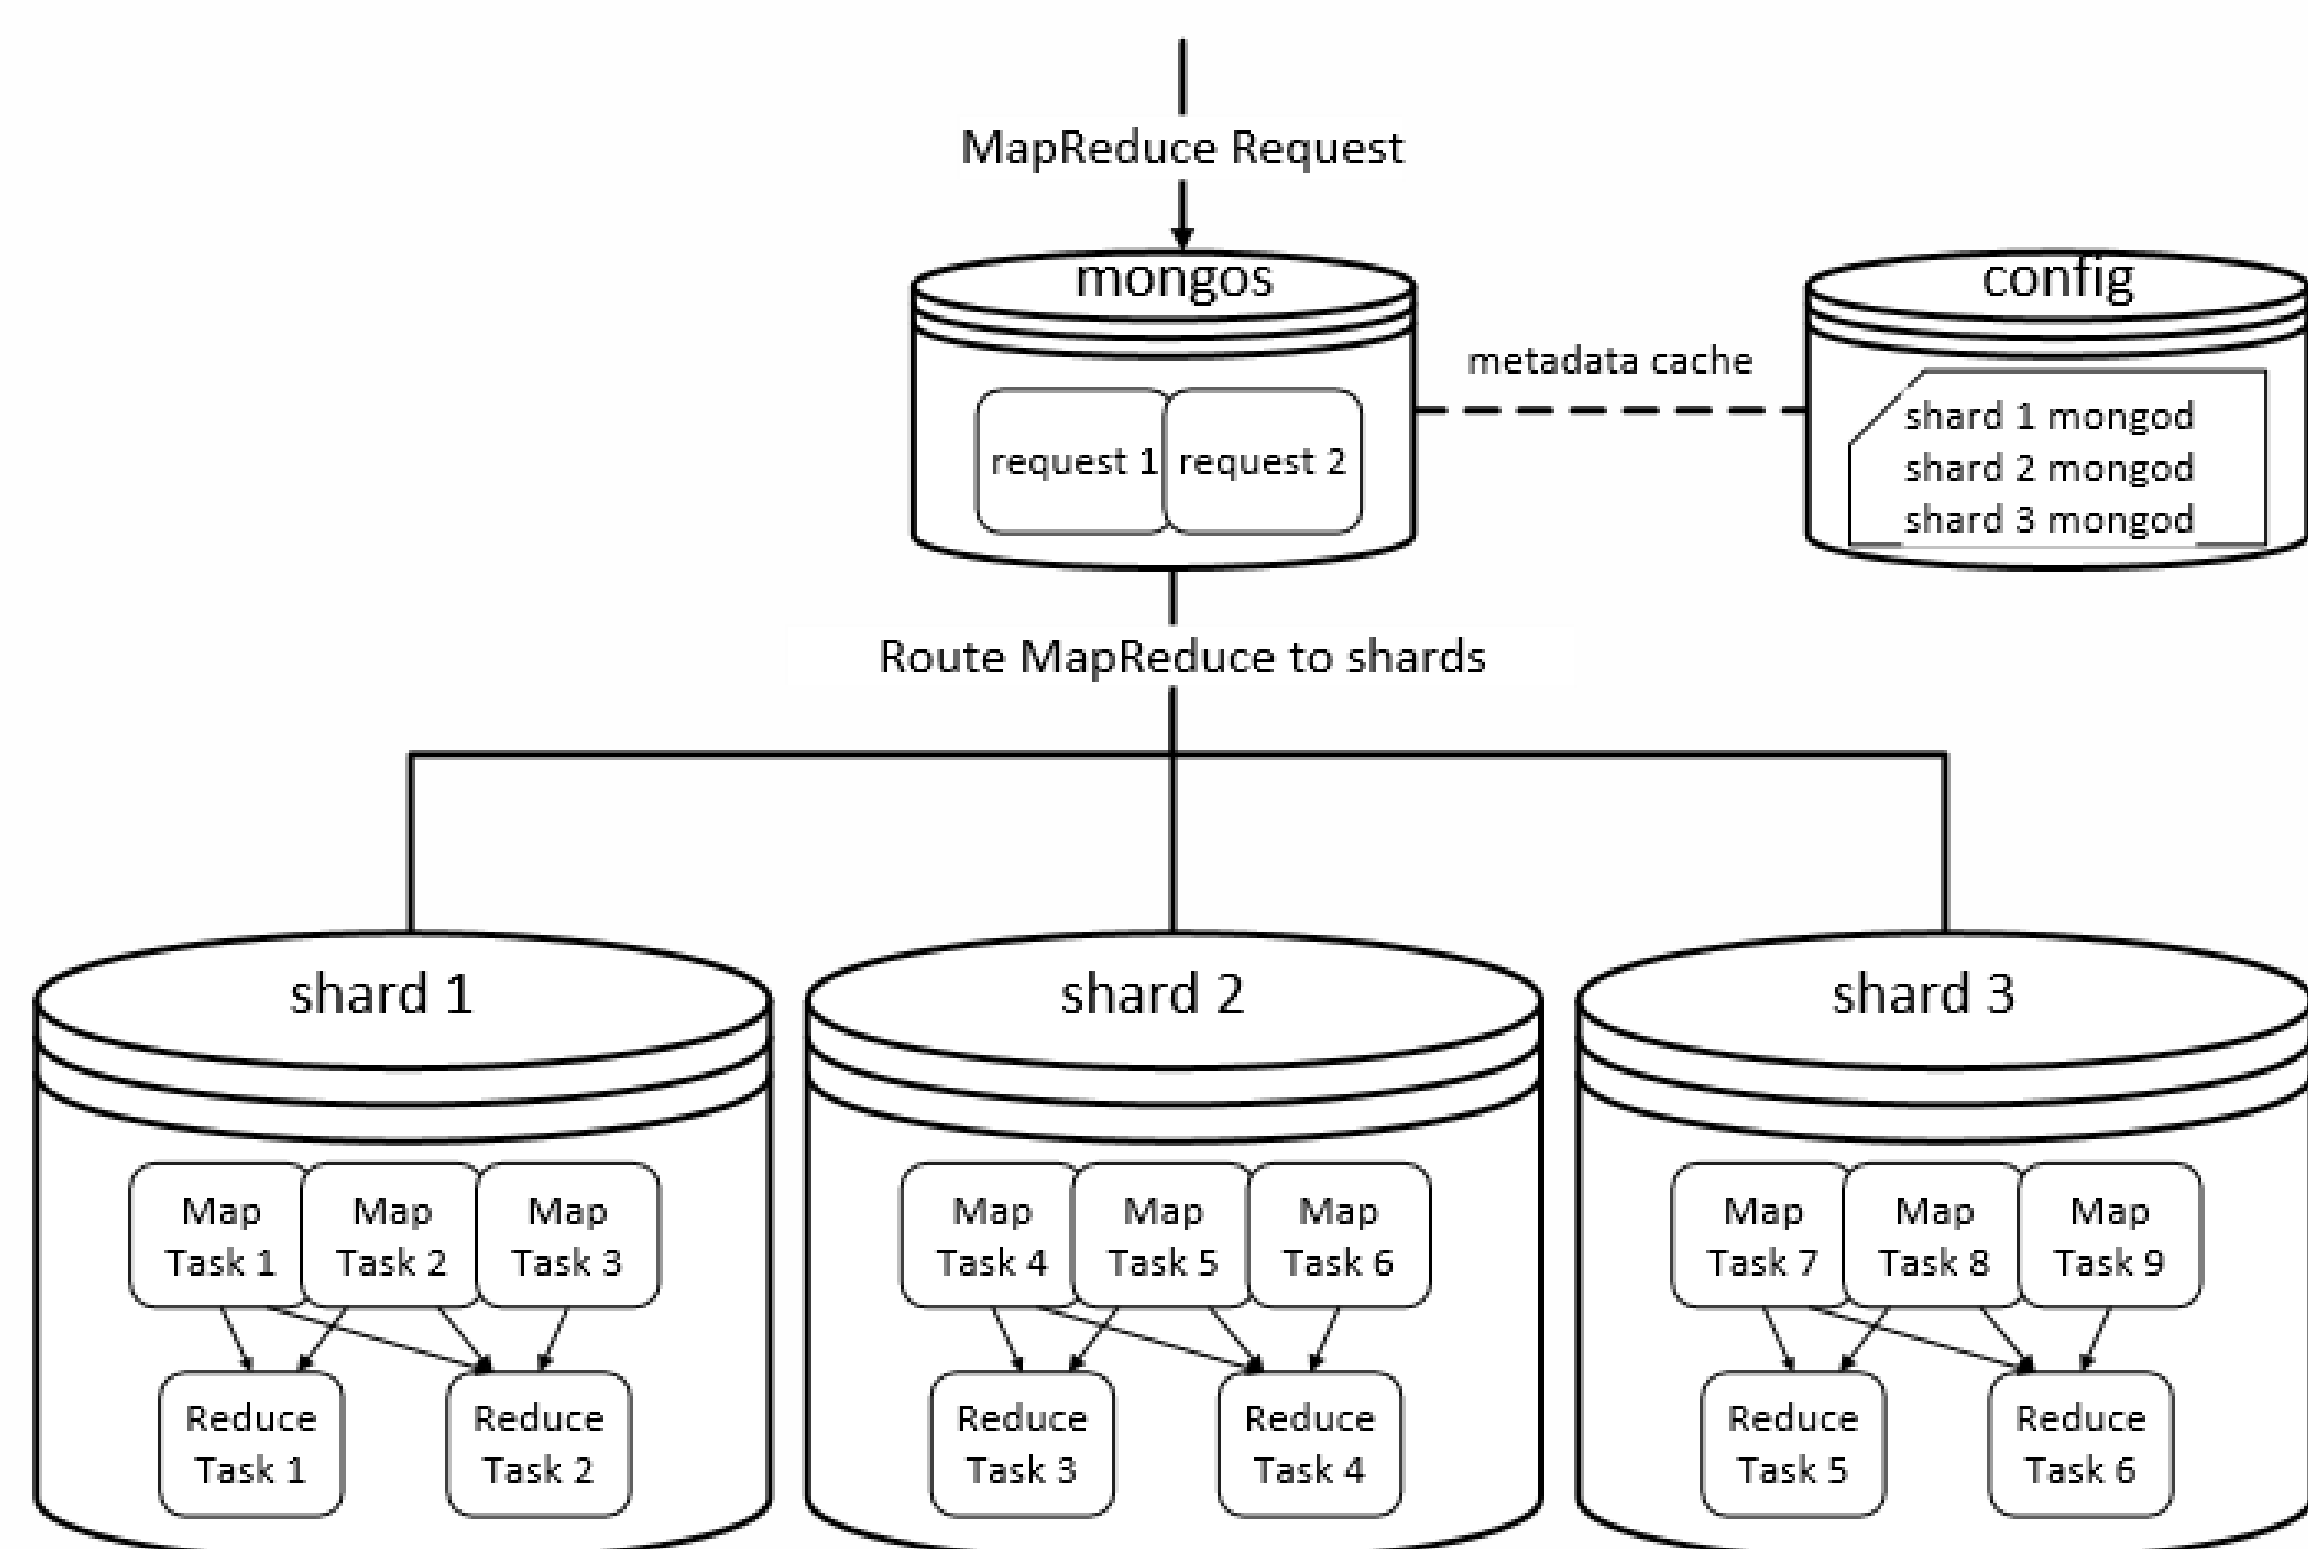 MapReduce Request
mongos
config
metadata cache
request 1
request 2
shard 1 mongod
shard 2 mongod
shard 3 mongod
Route MapReduce to shards
shard 1
shard 2
shard 3
Map
Task 1
Map
Task 2
Map
Task 3
Map
Task 4
Map
Task 5
Map
Task 6
Map
Task 7
Map
Task 8
Map
Task 9
Reduce
Task 1
Reduce
Task 2
Reduce
Task 3
Reduce
Task 4
Reduce
Task 5
Reduce
Task 6